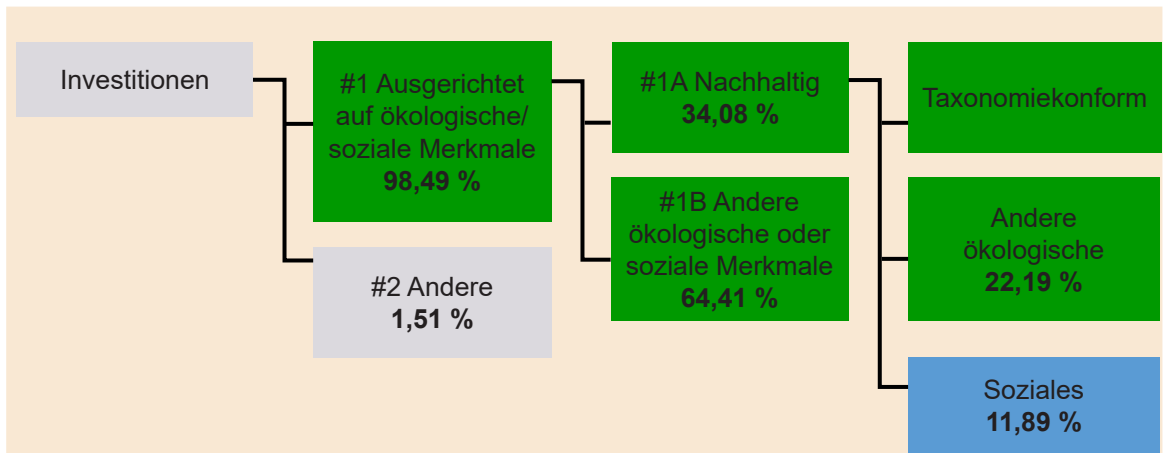 Investitionen
#1 Ausgerichtet
auf ökologische/
soziale Merkmale
98,49 %
#2 Andere
1,51 %
#1A Nachhaltig
34,08 %
#1B Andere
ökologische oder
soziale Merkmale
64,41 %
Taxonomiekonform
Andere
ökologische
22,19 %
Soziales
11,89 %